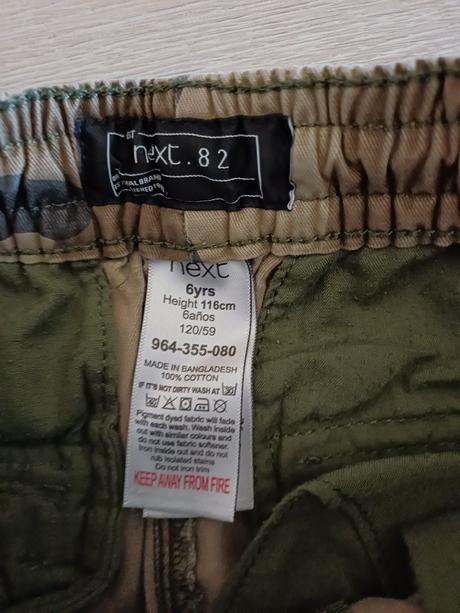 next.82
next
6yrs
Height 116cm
6años
120/59
964-355-080
MADE IN BANGLADESH
100% COTTON
IF IT'S NOT DIRTY WASH AT 30
40
Pigment dyed fabric will fade
with each wash. Wash inside
out with similar colours and
do not use fabric softener.
Iron inside out and do not
rub isolated stains
Do not iron trim
KEEP AWAY FROM FIRE